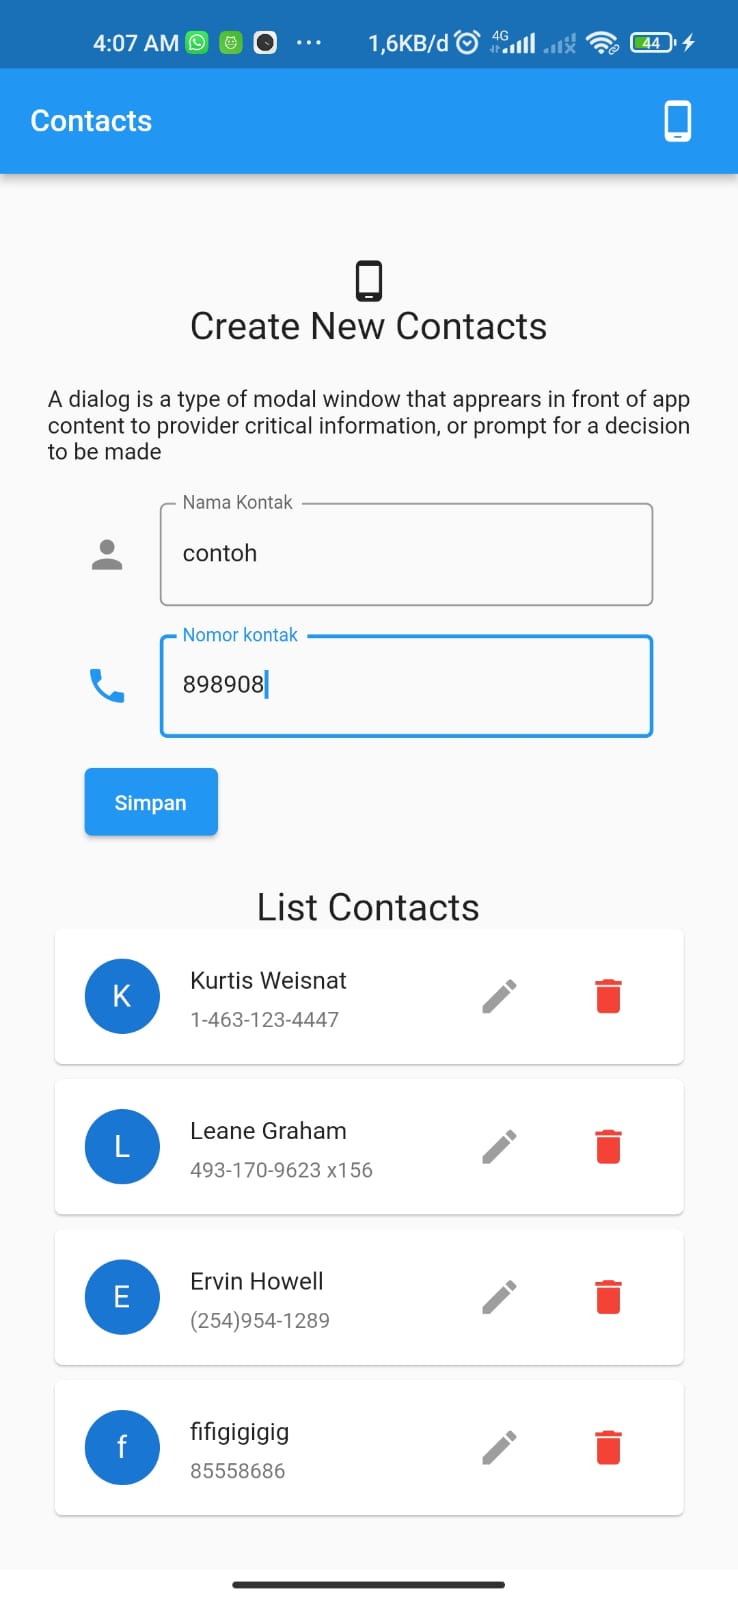 4:07 AM ... 1,6KB/d 4G 44
Contacts
Create New Contacts
A dialog is a type of modal window that apprears in front of app
content to provider critical information, or prompt for a decision
to be made
Nama Kontak
contoh
Nomor kontak
898908
Simpan
List Contacts
K
Kurtis Weisnat
1-463-123-4447
L
Leane Graham
493-170-9623 x156
E
Ervin Howell
(254)954-1289
f
fifigigigig
85558686